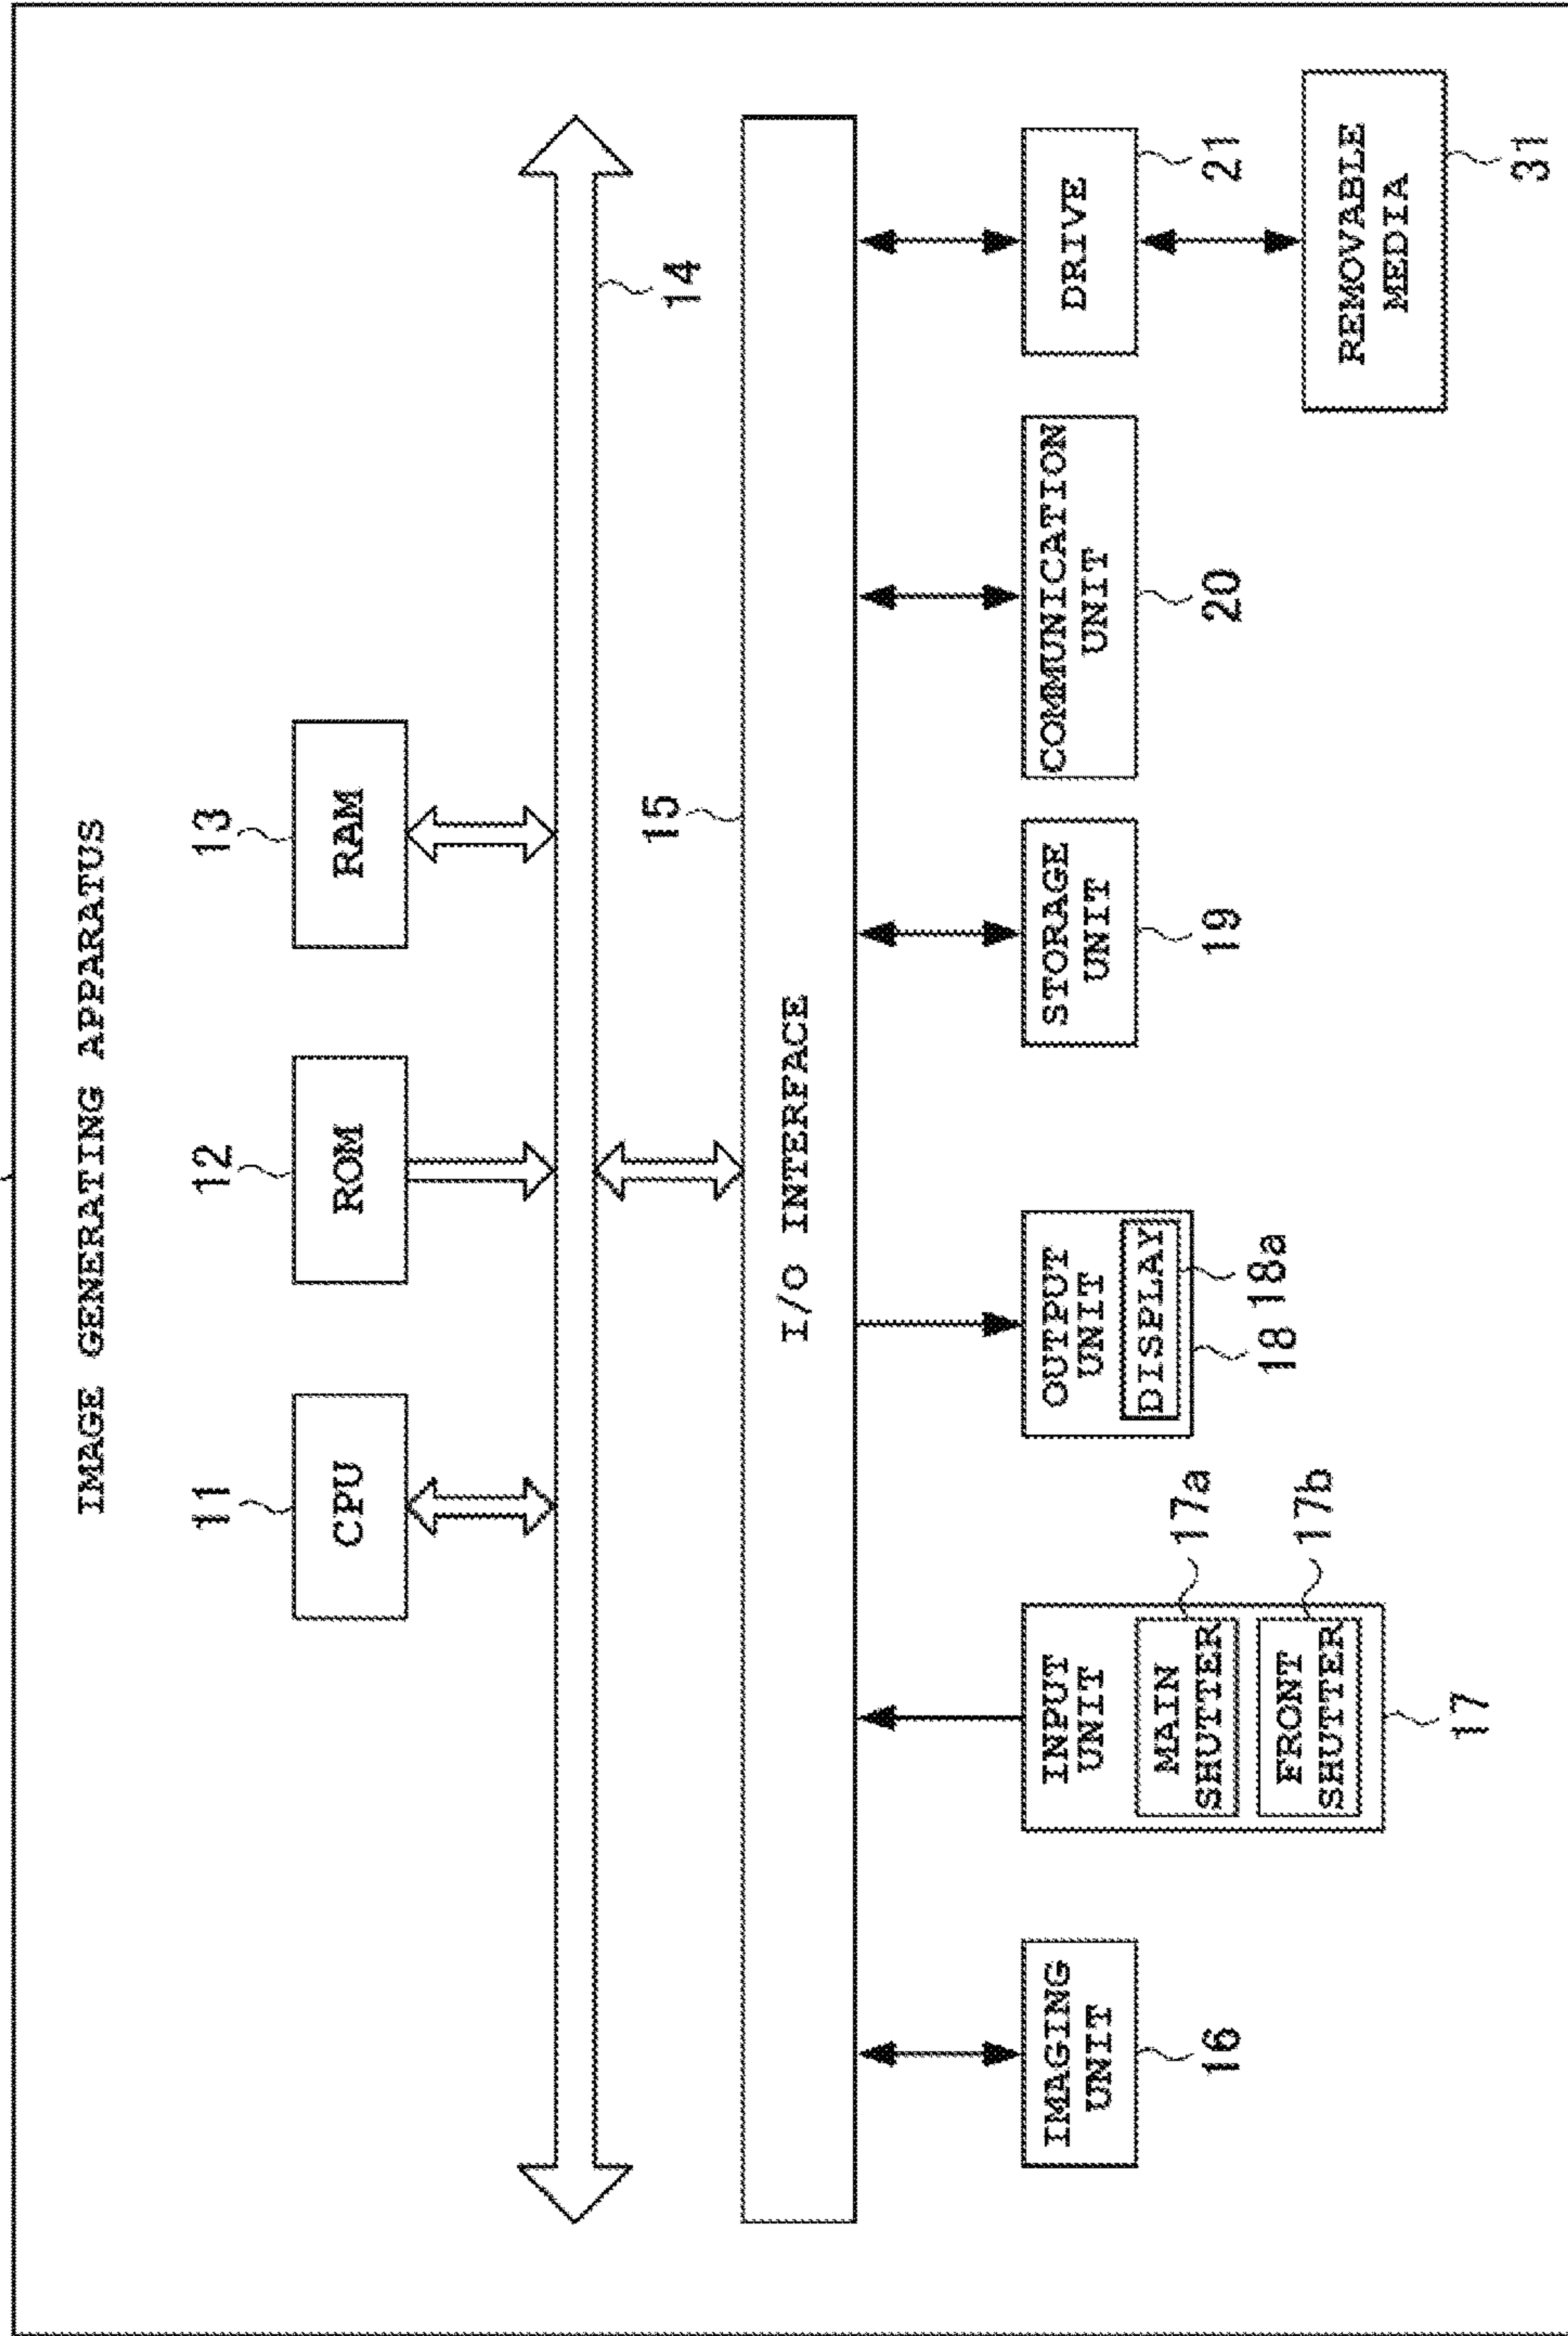 IMAGE GENERATING APPARATUS
11
12
13
CPU
ROM
RAM
14
15
I/O INTERFACE
IMAGING
UNIT
16
INPUT
UNIT
MAIN
SHUTTER
17a
FRONT
SHUTTER
17b
17
OUTPUT
UNIT
DISPLAY
18 18a
STORAGE
UNIT
19
COMMUNICATION
UNIT
20
DRIVE
21
REMOVABLE
MEDIA
31